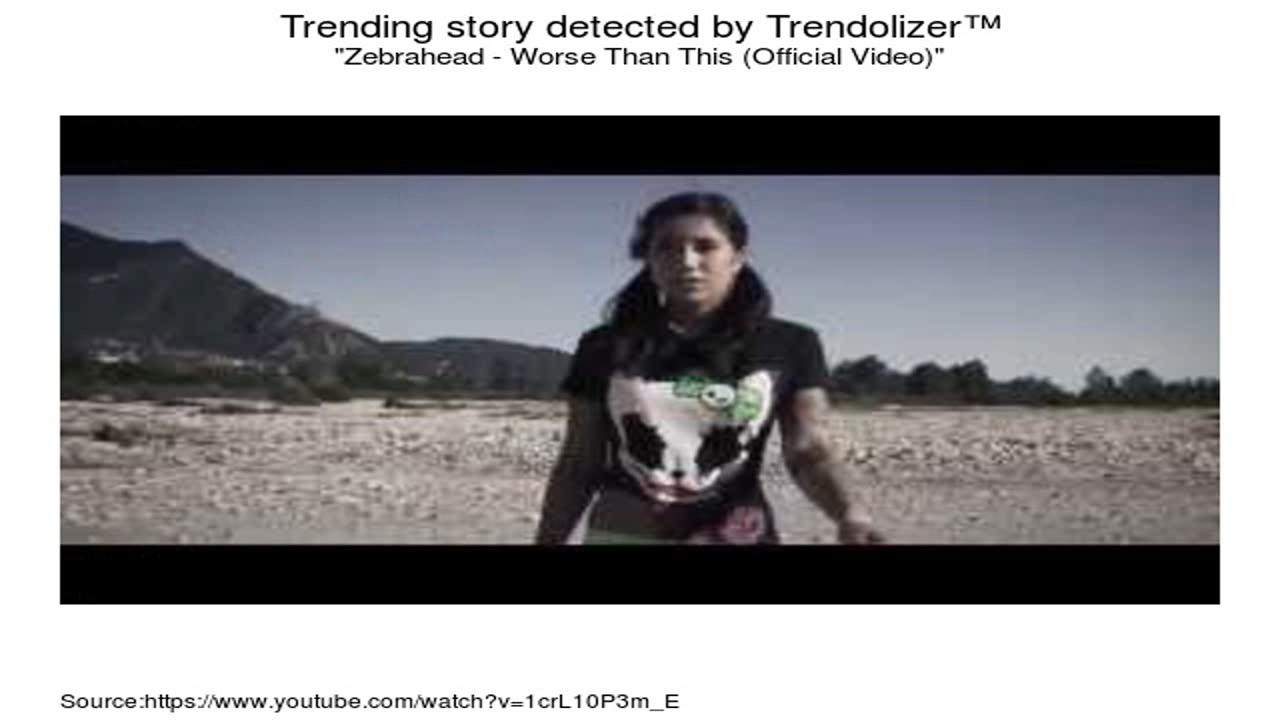 Trending story detected by Trendolizer™
"Zebrahead - Worse Than This (Official Video)"
Source:https://www.youtube.com/watch?v=1crL10P3m_E